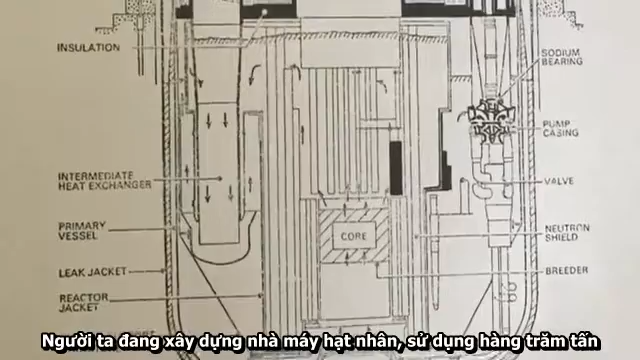 INSULATION
SODIUM
BEARING
PUMP
CASING
INTERMEDIATE
HEAT EXCHANGER
VALVE
PRIMARY
VESSEL
CORE
NEUTRON
SHIELD
LEAK JACKET
BREEDER
REACTOR
JACKET
Người ta đang xây dựng nhà máy hạt nhân, sử dụng hàng trăm tấn